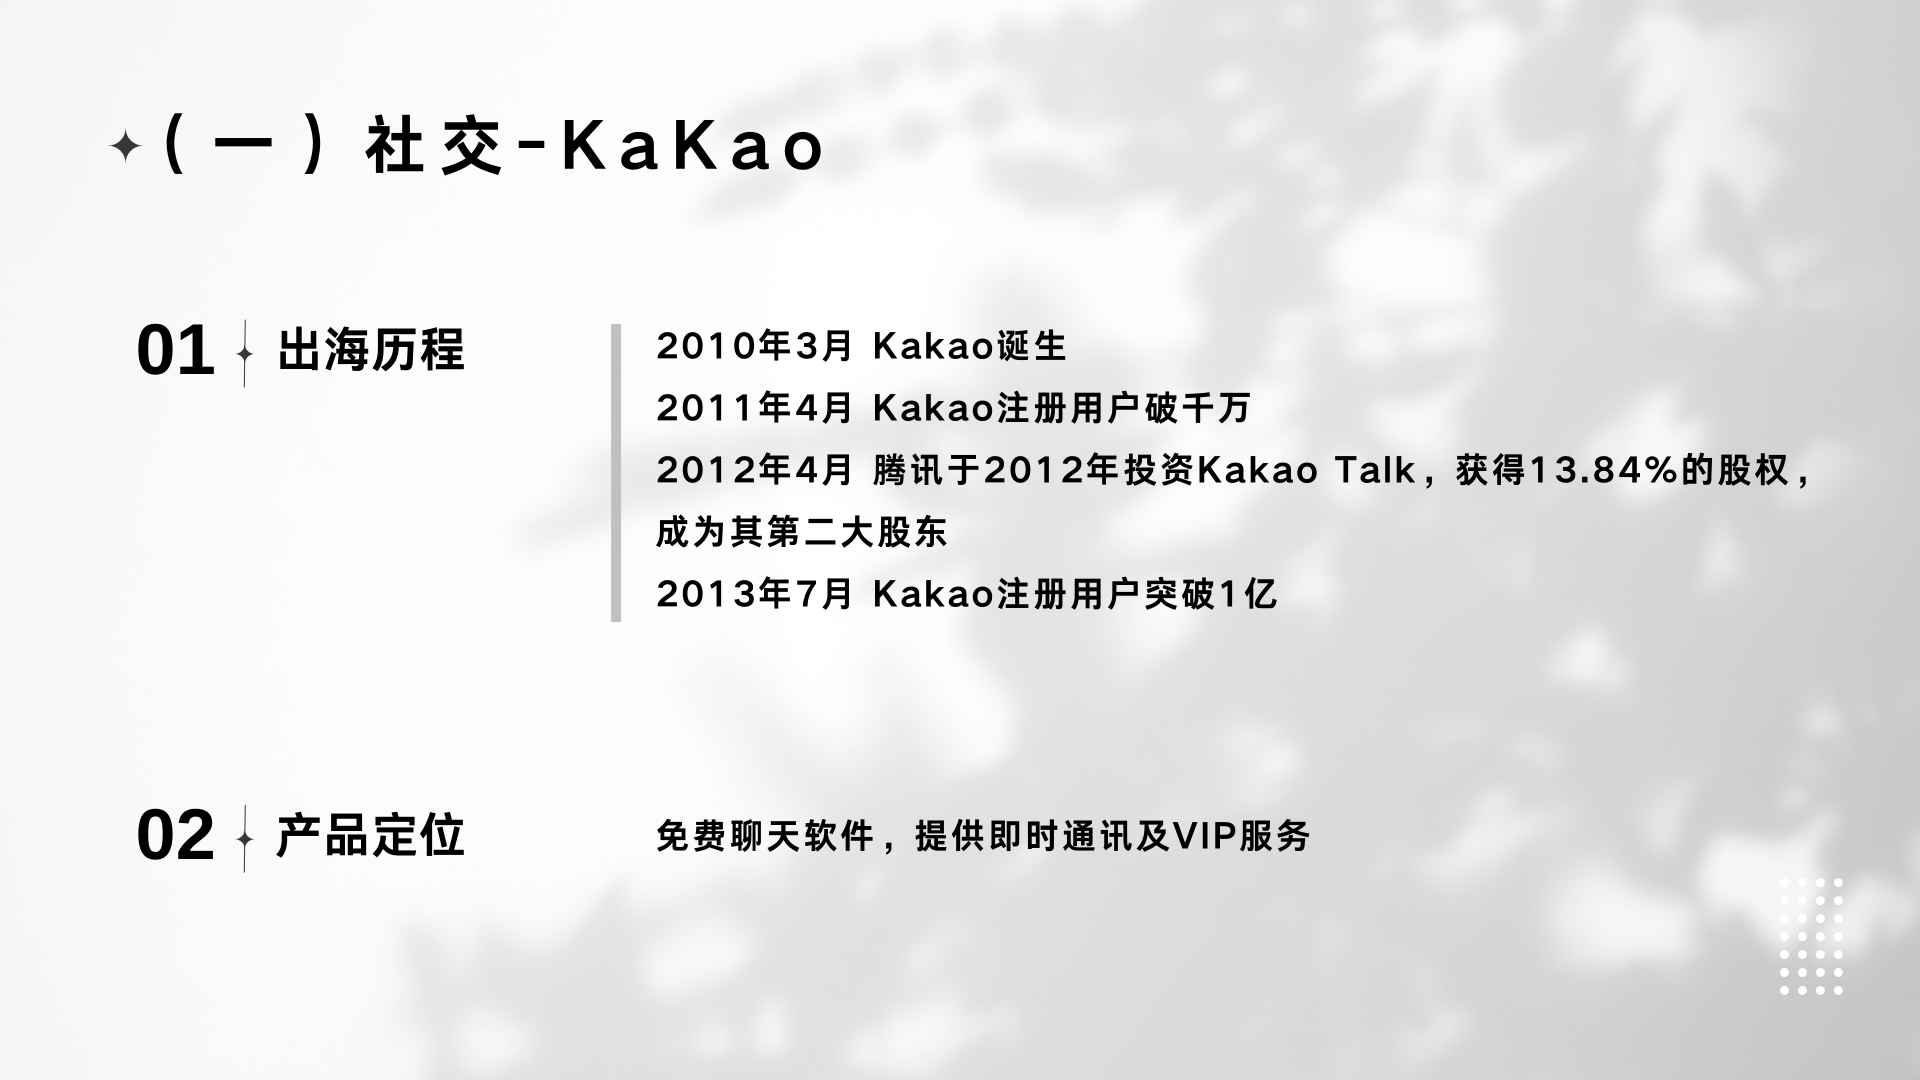 （一）社交-KaKao
01 出海历程
2010年3月 Kakao诞生
2011年4月 Kakao注册用户破千万
2012年4月 腾讯于2012年投资Kakao Talk，获得13.84%的股权，
成为其第二大股东
2013年7月 Kakao注册用户突破1亿
02 产品定位
免费聊天软件，提供即时通讯及VIP服务